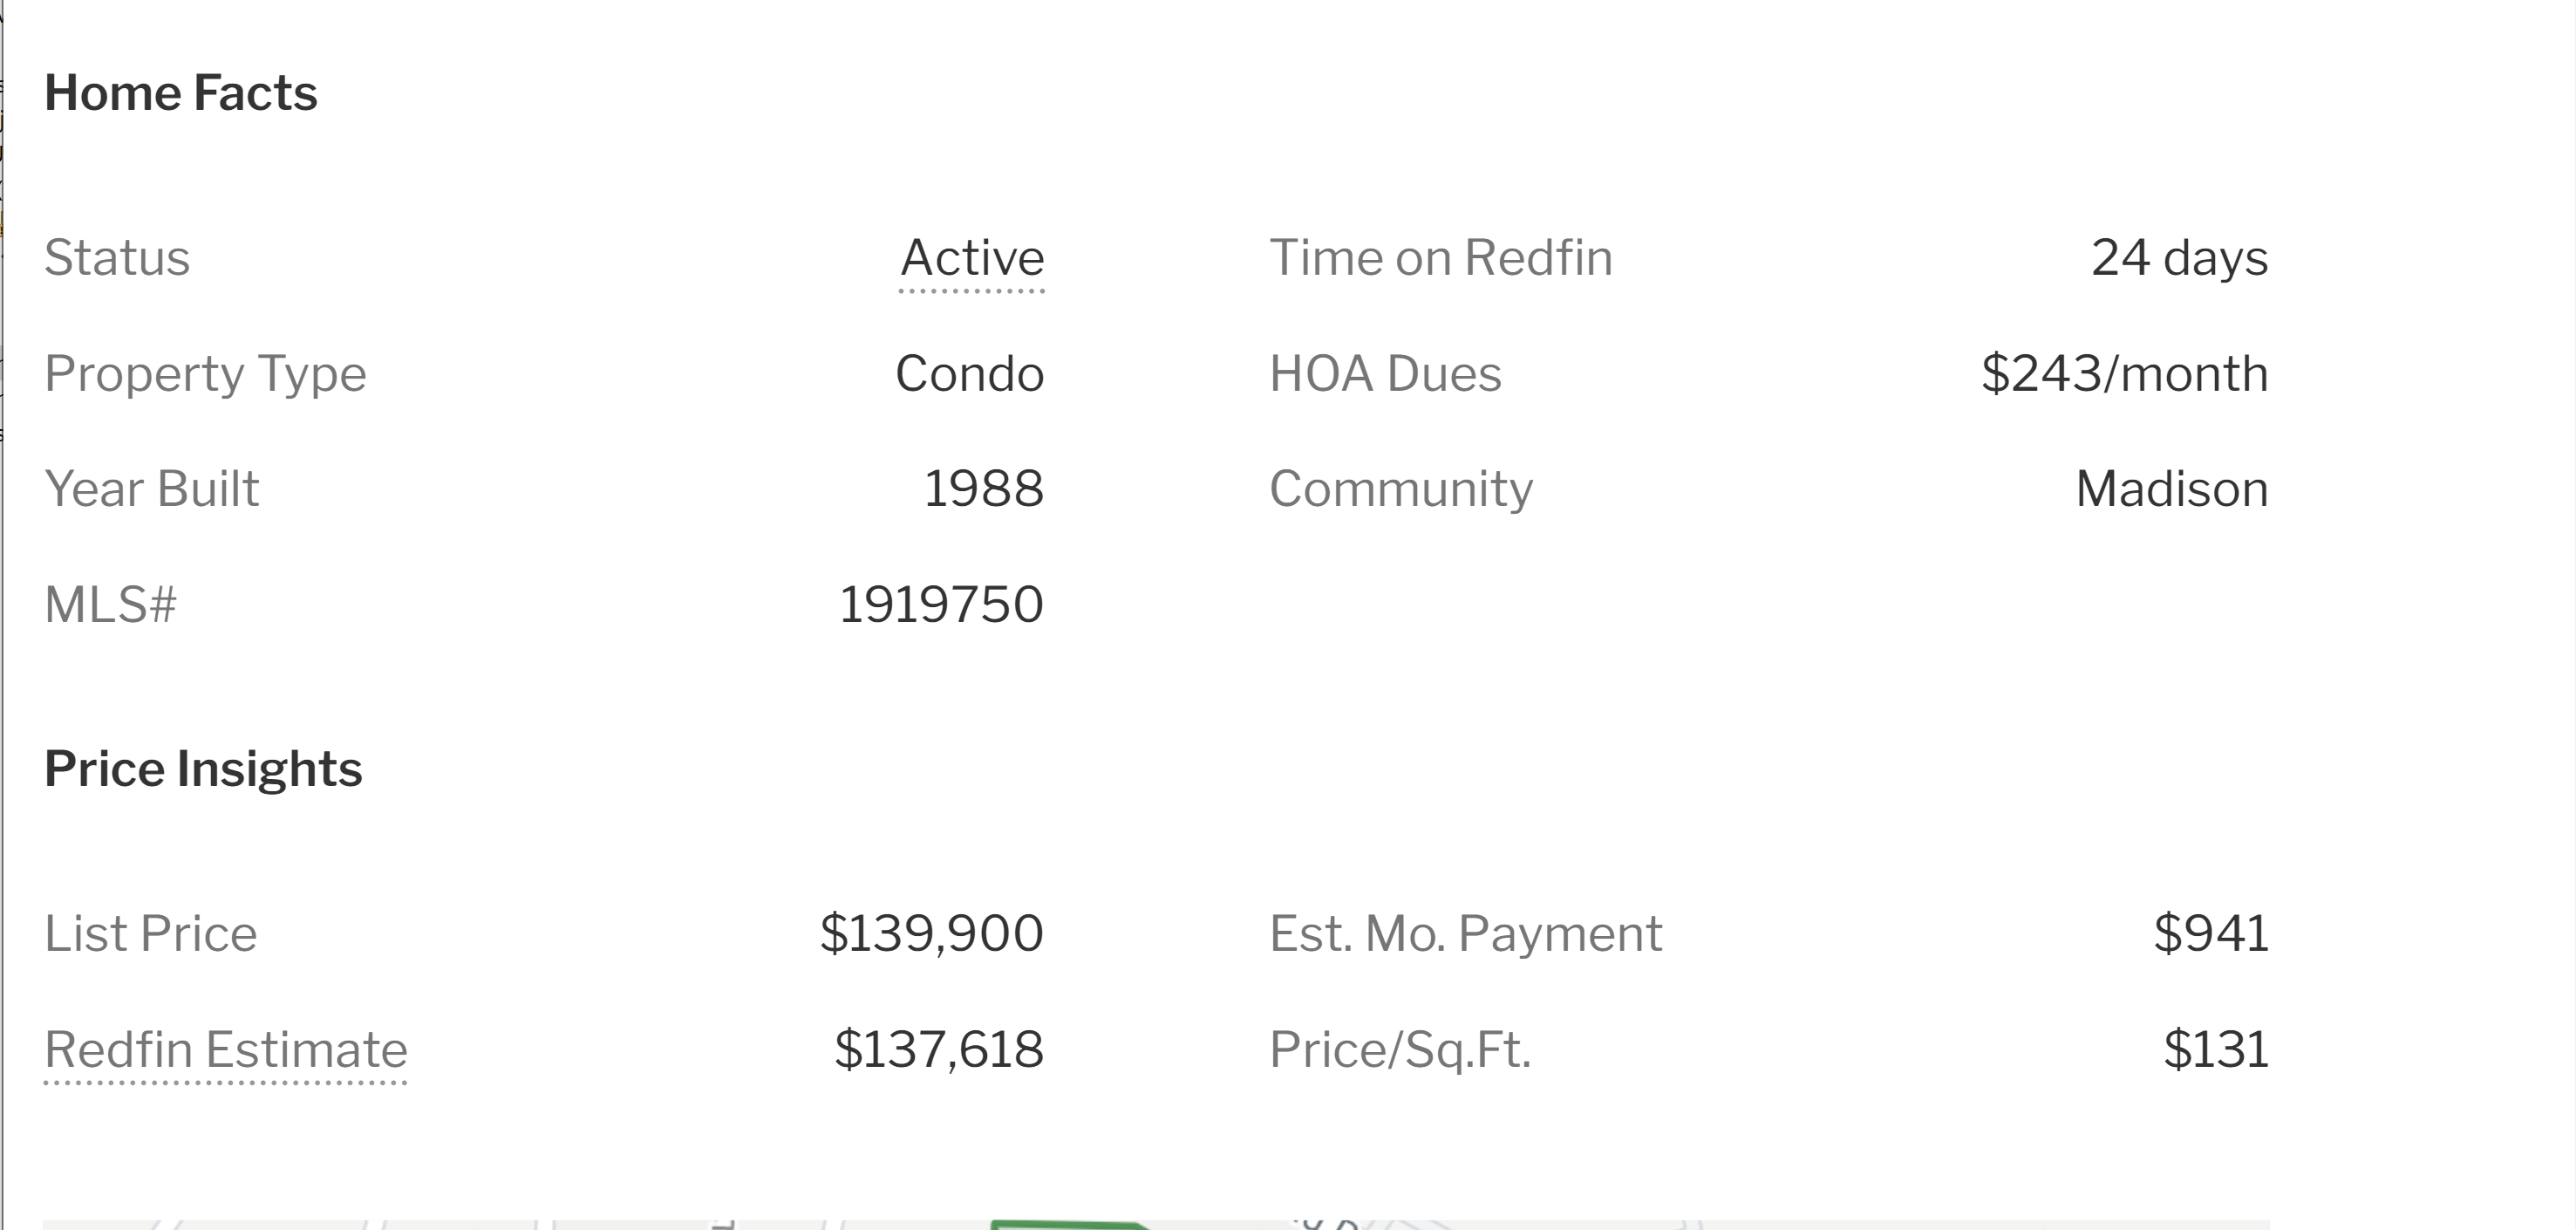 Home Facts
Status Active Time on Redfin 24 days
Property Type Condo HOA Dues $243/month
Year Built 1988 Community Madison
MLS# 1919750
Price Insights
List Price $139,900 Est. Mo. Payment $941
Redfin Estimate $137,618 Price/Sq.Ft. $131